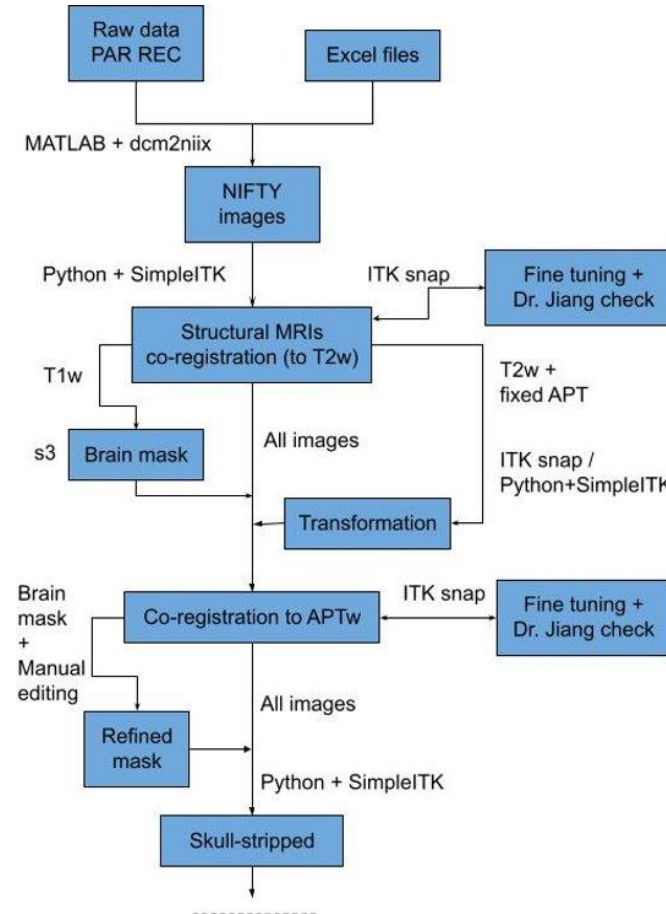 Raw data
PAR REC
Excel files
MATLAB + dcm2niix
NIFTY
images
Python + SimpleITK
ITK snap
Fine tuning +
Dr. Jiang check
Structural MRIs
co-registration (to T2w)
T1w
T2w +
fixed APT
All images
s3
Brain mask
ITK snap /
Python+SimpleITK
Transformation
Brain
mask
+
Manual
editing
Co-registration to APTw
ITK snap
Fine tuning +
Dr. Jiang check
All images
Refined
mask
Python + SimpleITK
Skull-stripped